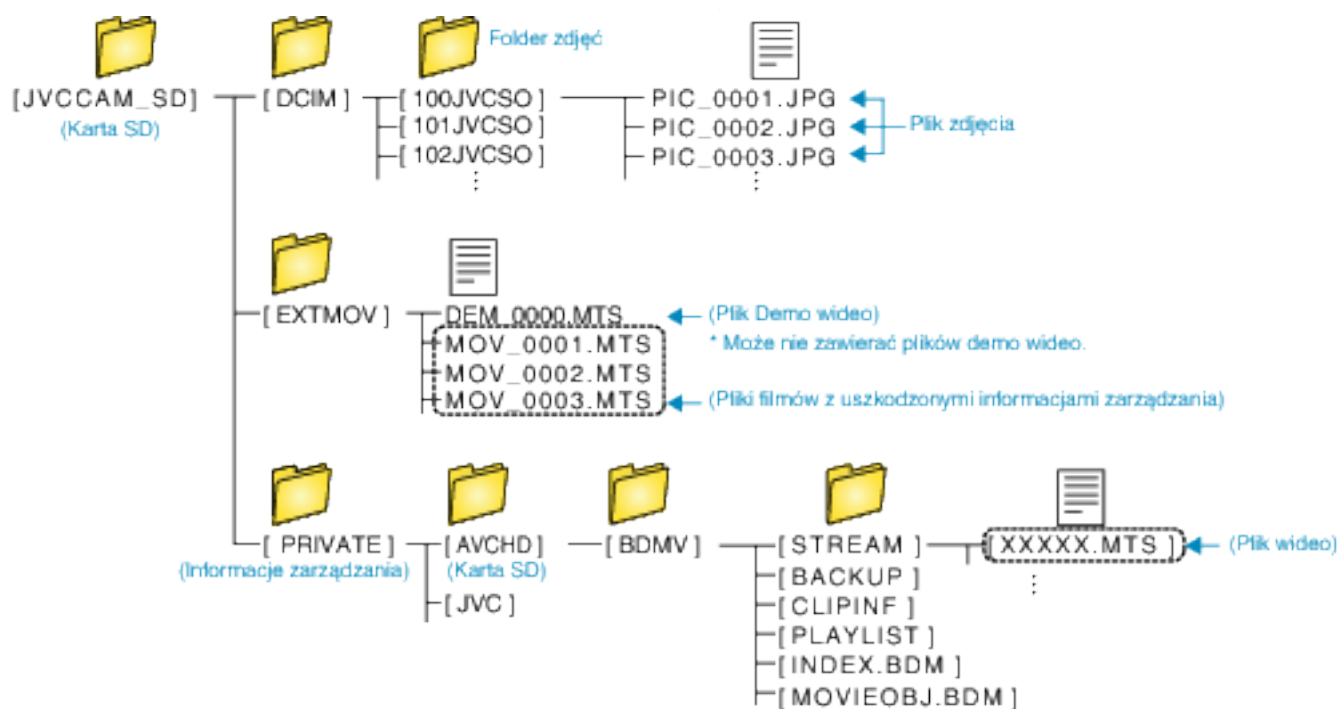 Folder zdjęć
[JVCCAM_SD]
(Karta SD)
[DCIM]
[100JVCSO]
[101JVCSO]
[102JVCSO]
PIC_0001.JPG
PIC_0002.JPG
PIC_0003.JPG
Plik zdjęcia
[EXTMOV]
DEM_0000.MTS
(Plik Demo wideo)
MOV_0001.MTS
* Może nie zawierać plików demo wideo.
MOV_0002.MTS
MOV_0003.MTS
(Pliki filmów z uszkodzonymi informacjami zarządzania)
[PRIVATE]
(Informacje zarządzania)
[AVCHD]
(Karta SD)
[JVC]
[BDMV]
[STREAM]
[BACKUP]
[CLIPINF]
[PLAYLIST]
[INDEX.BDM]
[MOVIEOBJ.BDM]
[XXXXX.MTS]
(Plik wideo)